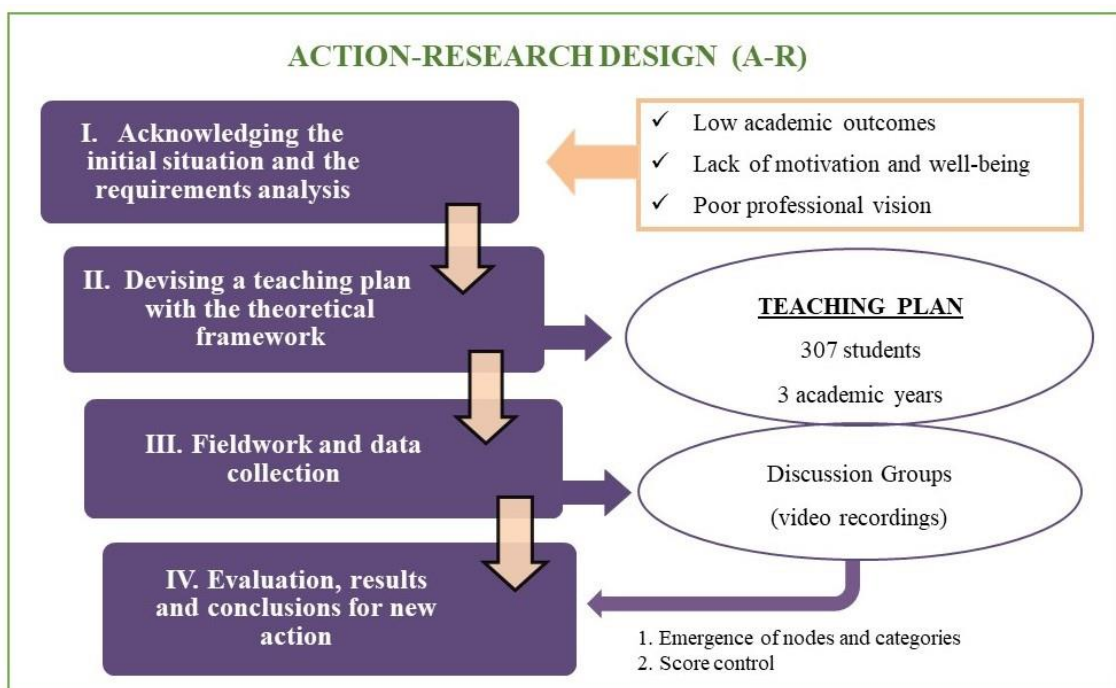 ACTION-RESEARCH DESIGN (A-R)
I. Acknowledging the
initial situation and the
requirements analysis
✓ Low academic outcomes
✓ Lack of motivation and well-being
✓ Poor professional vision
II. Devising a teaching plan
with the theoretical
framework
TEACHING PLAN
307 students
3 academic years
III. Fieldwork and data
collection
Discussion Groups
(video recordings)
IV. Evaluation, results
and conclusions for new
action
1. Emergence of nodes and categories
2. Score control